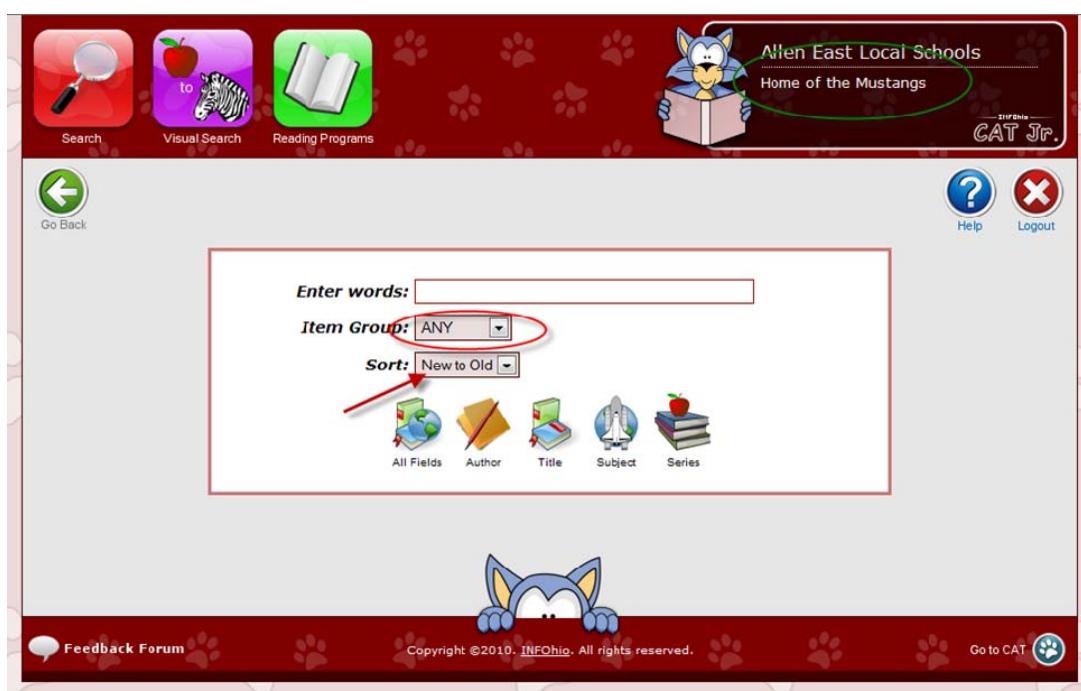 Allen East Local Schools
Home of the Mustangs
INFOhio
CAT Jr.
to
Search
Visual Search
Reading Programs
Go Back
Help
Logout
Enter words:
Item Group: ANY
Sort: New to Old
All Fields
Author
Title
Subject
Series
Feedback Forum
Copyright ©2010. INFOhio. All rights reserved.
Go to CAT